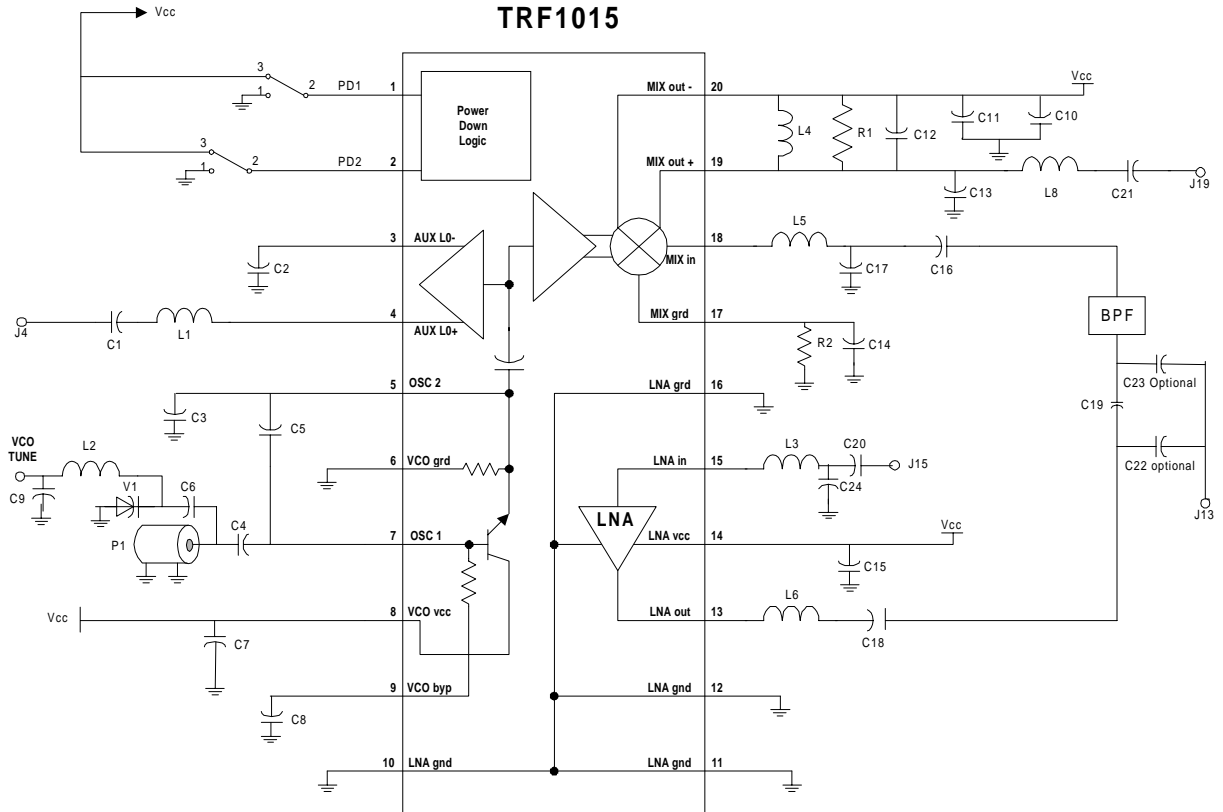 TRF1015
Vcc
3
1
2
PD1
1
Power
Down
Logic
3
1
2
PD2
2
MIX out -
20
Vcc
L4
R1
C12
C11
C10
MIX out +
19
C13
L8
C21
J19
3
AUX L0-
C2
MIX in
18
L5
C17
C16
J4
C1
L1
4
AUX L0+
MIX grd
17
R2
C14
BPF
5
OSC 2
C3
C5
LNA grd
16
C23 Optional
C19
C22 optional
J13
VCO
TUNE
L2
C9
V1
C6
6
VCO grd
LNA in
15
L3
C20
C24
J15
P1
C4
7
OSC 1
LNA
LNA vcc
14
Vcc
C15
Vcc
8
VCO vcc
C7
LNA out
13
L6
C18
9
VCO byp
C8
LNA gnd
12
10
LNA gnd
LNA gnd
11